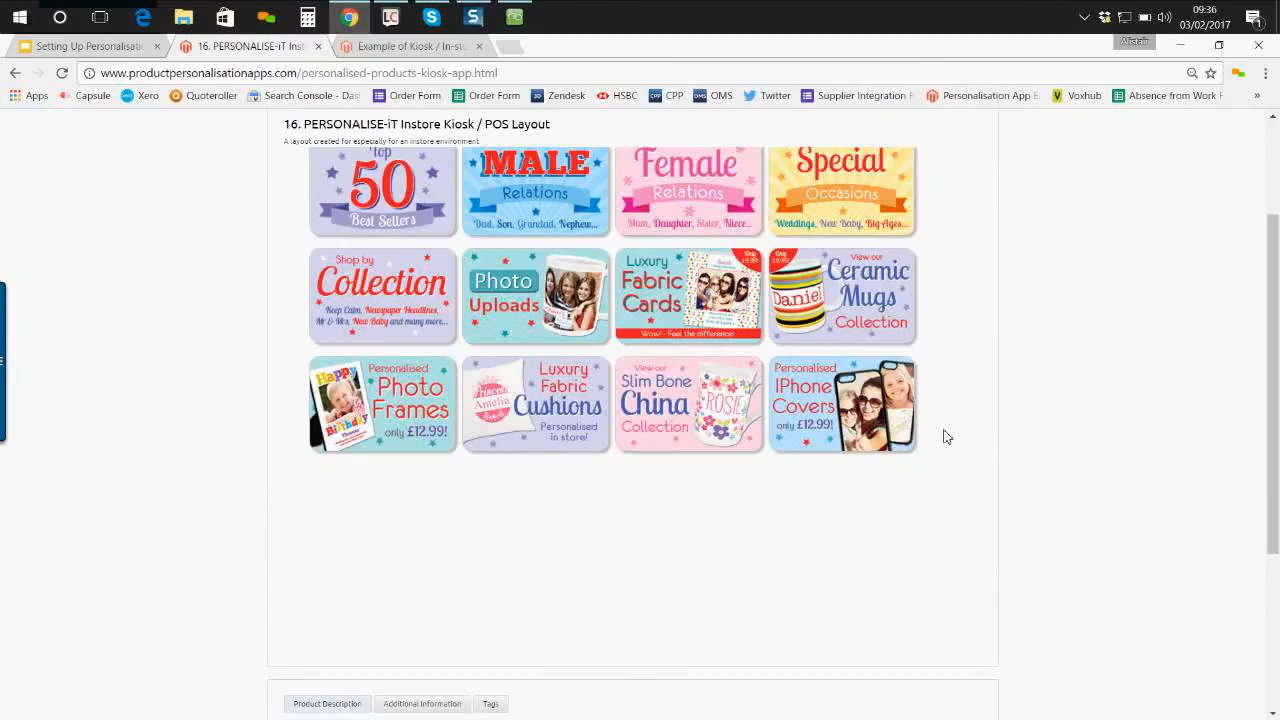 09:36
03/02/2017
Alistair
Setting Up Personalisatio
16. PERSONALISE-iT Inst
Example of Kiosk / In-stu
www.productpersonalisationapps.com/personalised-products-kiosk-app.html
Apps Capsule Xero Quoteroller Search Console - Das Order Form Order Form Zendesk HSBC CPP OMS Twitter Supplier Integration Personalisation App E Voxhub Absence from Work F
16. PERSONALISE-iT Instore Kiosk / POS Layout
A layout created for especially for an instore environment
Top
50
Best Sellers
MALE
Relations
Dad, Son, Grandad, Nephew...
Female
Relations
Mum, Daughter, Sister, Niece...
Special
Occasions
Weddings, New Baby, Big Ages...
Shop by
Collection
Keep Calm, Newspaper Headlines,
Mr & Mrs, New Baby and many more...
Photo
Uploads
Luxury
Fabric
Cards
Only
Wow! - Feel the difference!
Only
£9.99!
Daniel
View our
Ceramic
Mugs
Collection
Happy
Birthday
Personalised
Photo
Frames
only £12.99!
Princess
Amelia
Luxury
Fabric
Cushions
Personalised
in store!
View our
Slim Bone
China
Collection
ROSIE
Personalised
IPhone
Covers
only £12.99!
Product Description
Additional Information
Tags